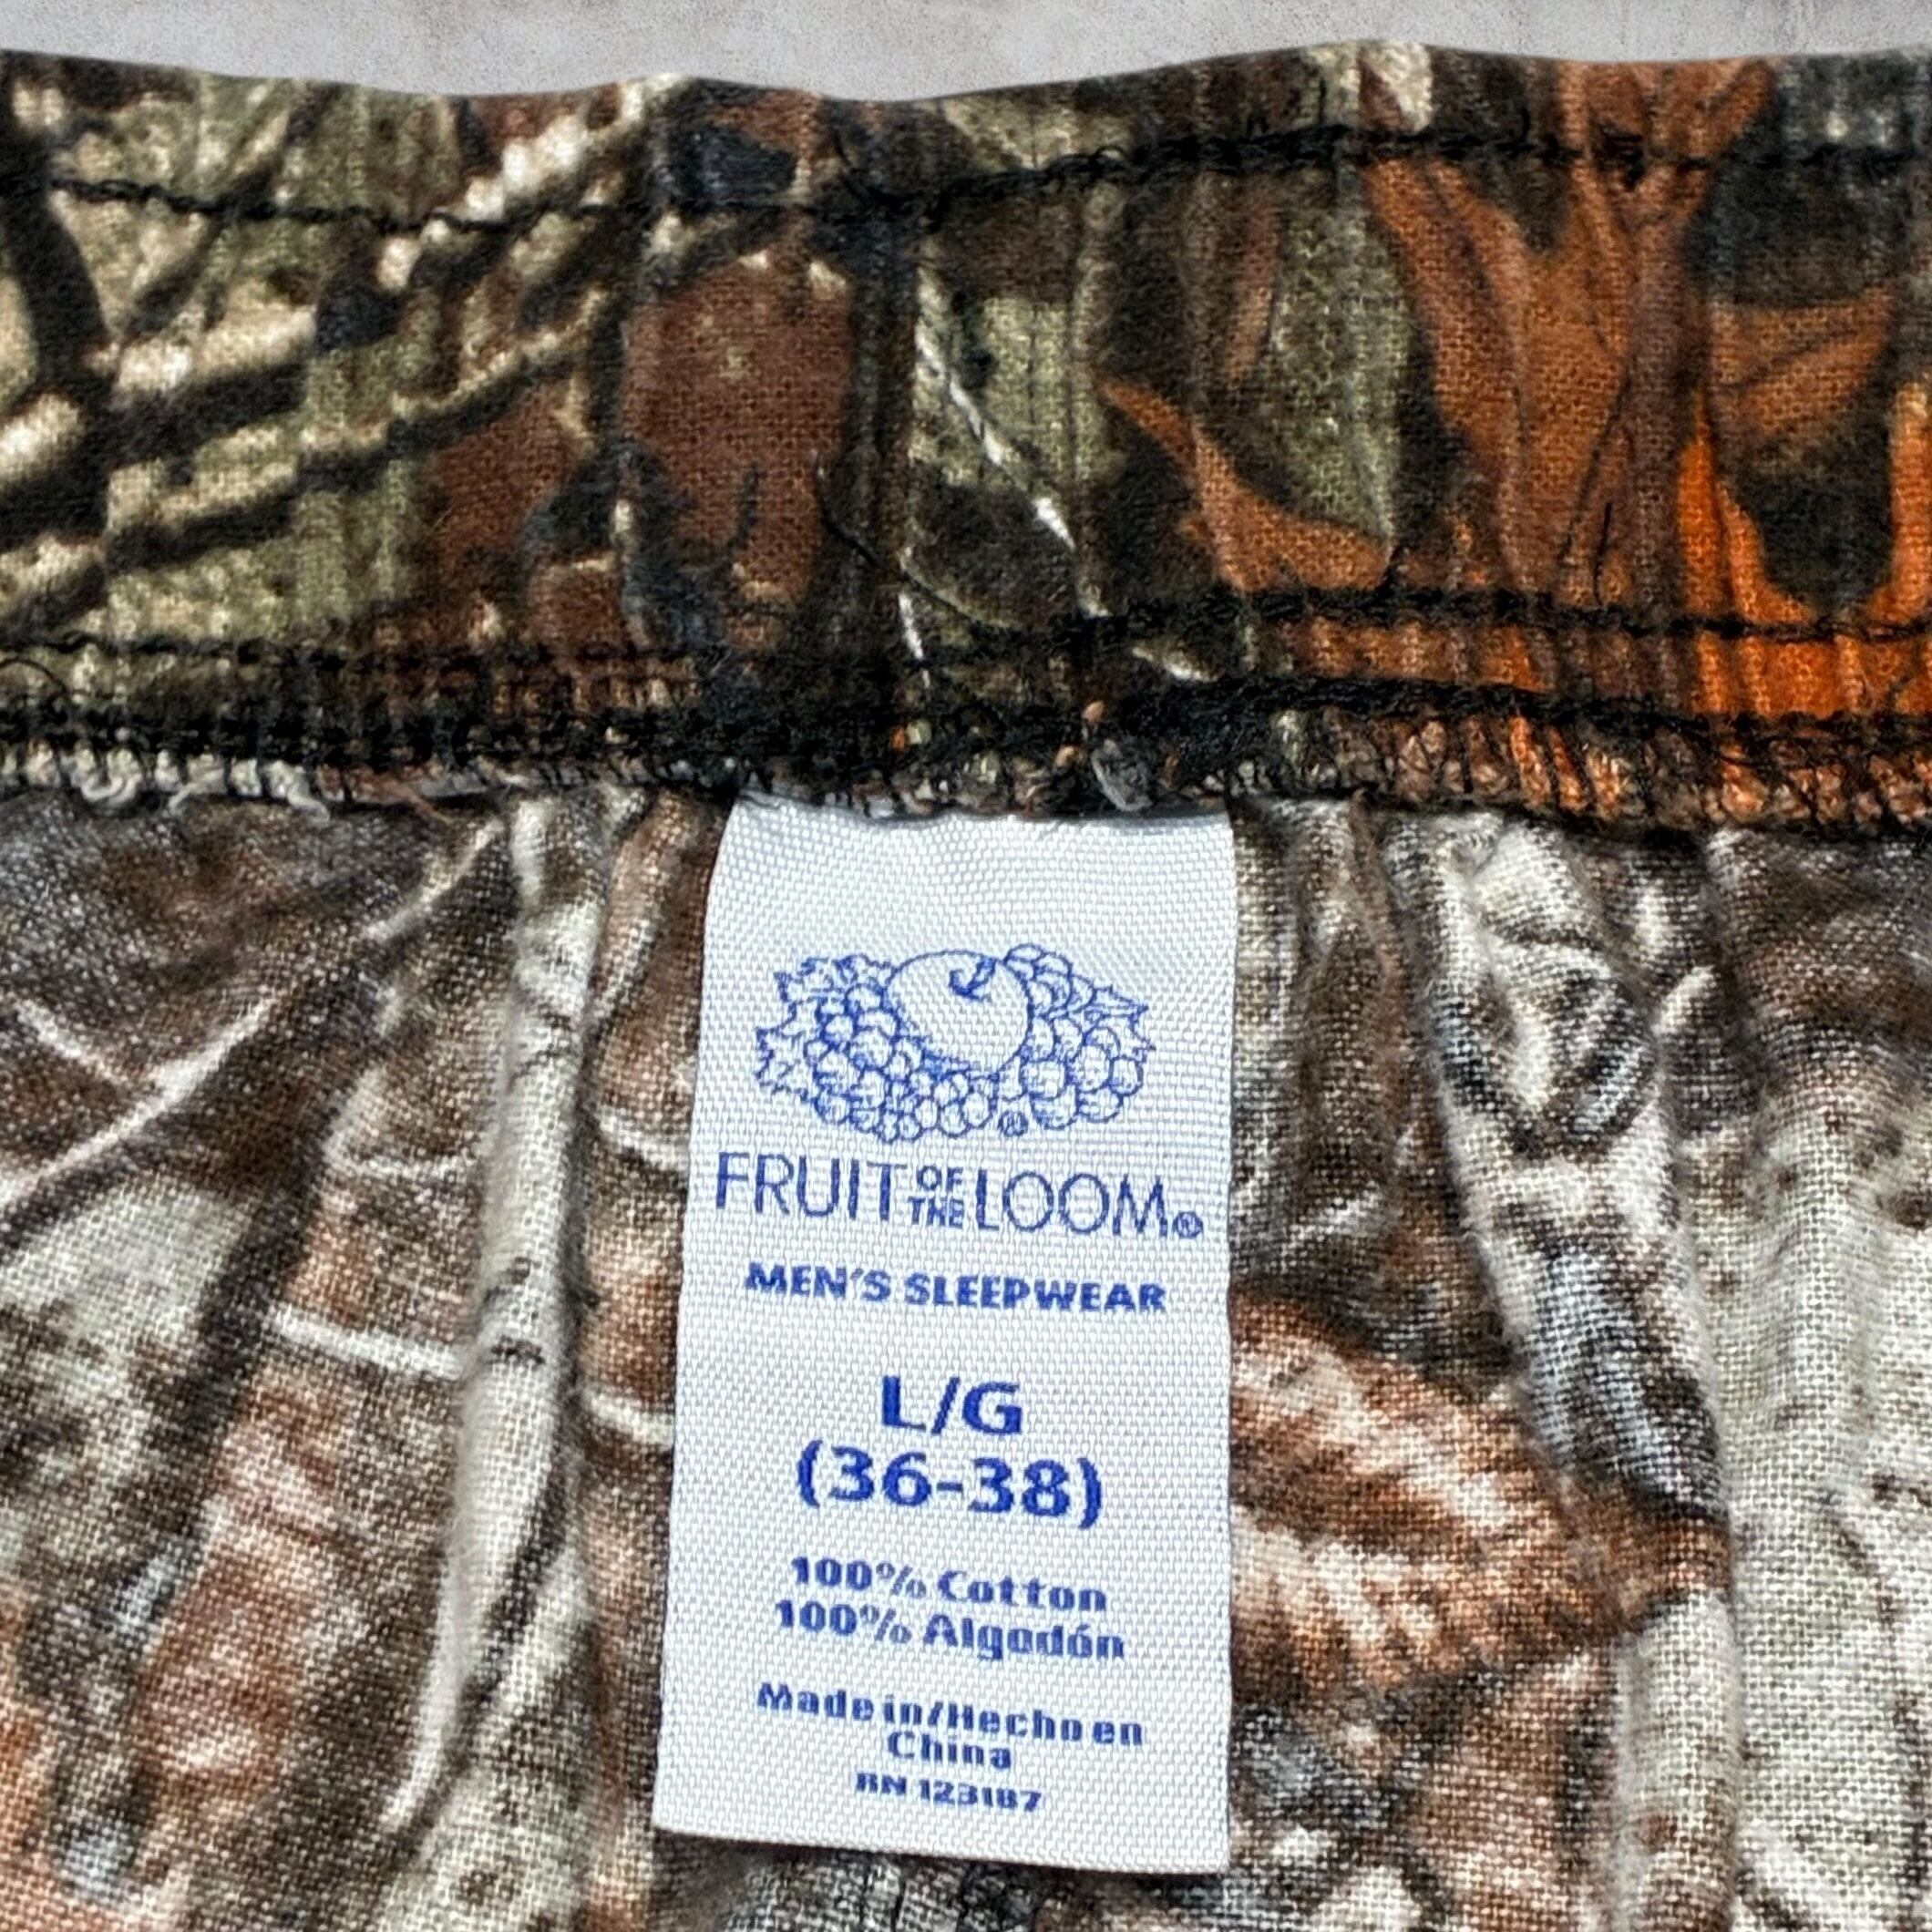 ®
FRUIT OF THE LOOM®
MEN'S SLEEPWEAR
L/G
(36-38)
100% Cotton
100% Algodón
Made in/Hecho en
China
RN 123187